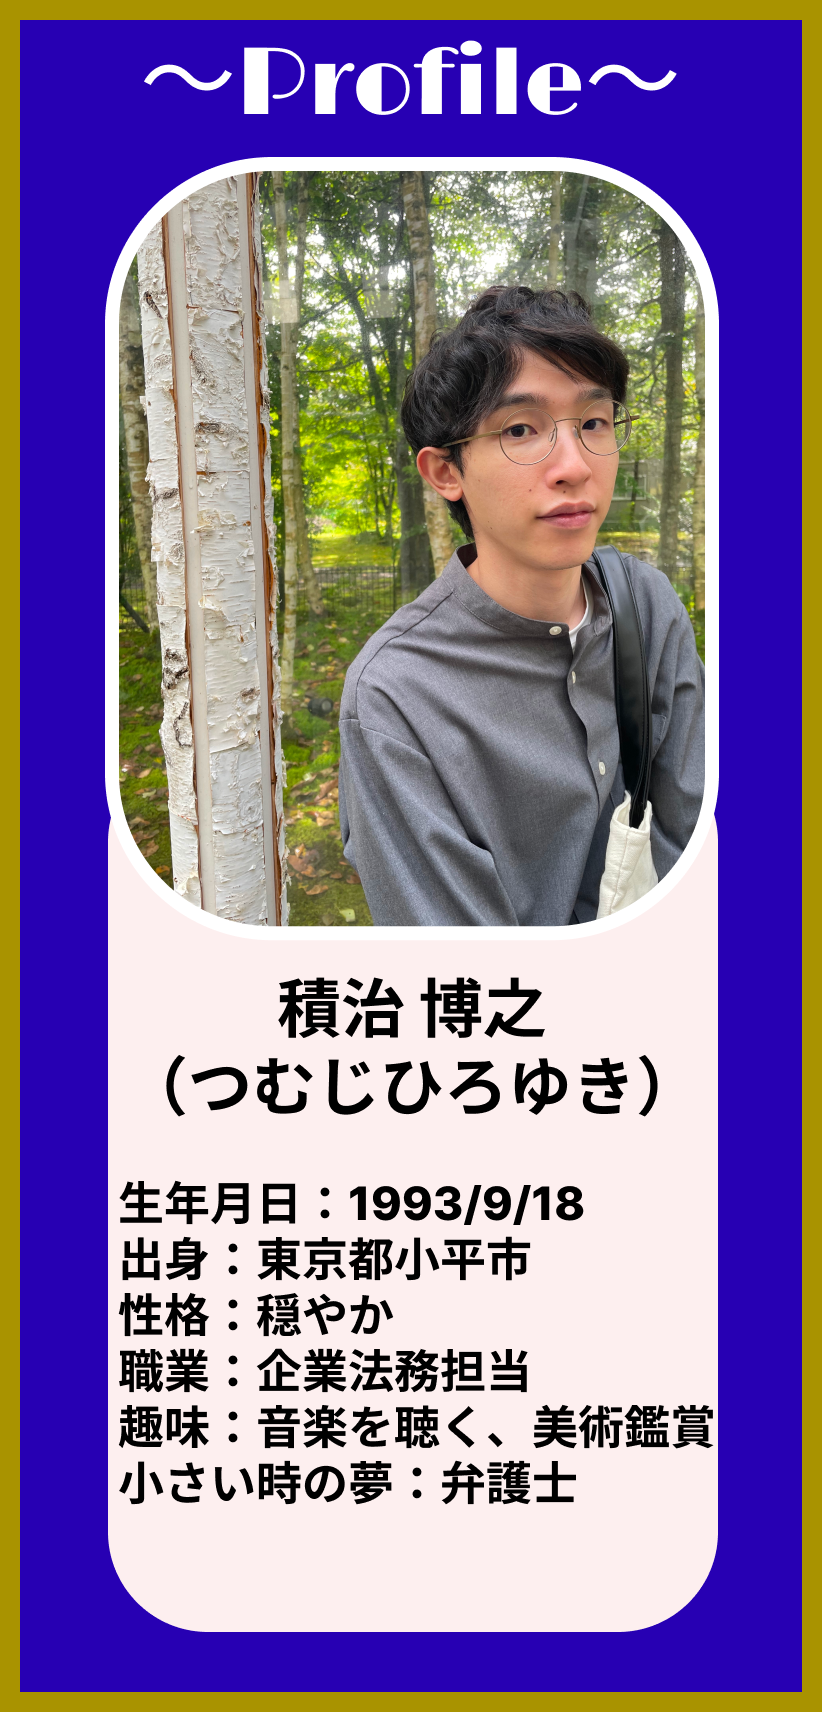 ～Profile～
積治 博之
（つむじひろゆき）
生年月日：1993/9/18
出身：東京都小平市
性格：穏やか
職業：企業法務担当
趣味：音楽を聴く、美術鑑賞
小さい時の夢：弁護士